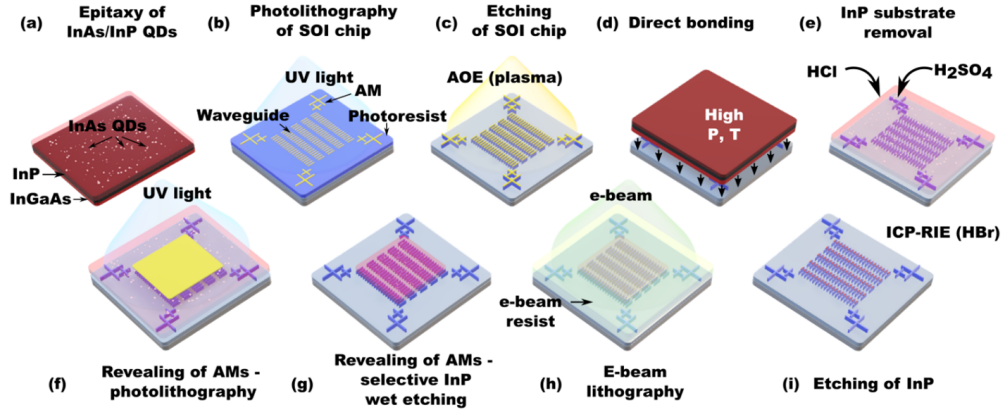 (a) Epitaxy of
InAs/InP QDs
InAs QDs
InP
InGaAs
(b) Photolithography
of SOI chip
UV light
AM
Waveguide
Photoresist
(c) Etching
of SOI chip
AOE (plasma)
(d) Direct bonding
High
P, T
(e) InP substrate
removal
HCl
H2SO4
UV light
(f) Revealing of AMs -
photolithography
(g) Revealing of AMs -
selective InP
wet etching
e-beam
e-beam
resist
(h) E-beam
lithography
ICP-RIE (HBr)
(i) Etching of InP